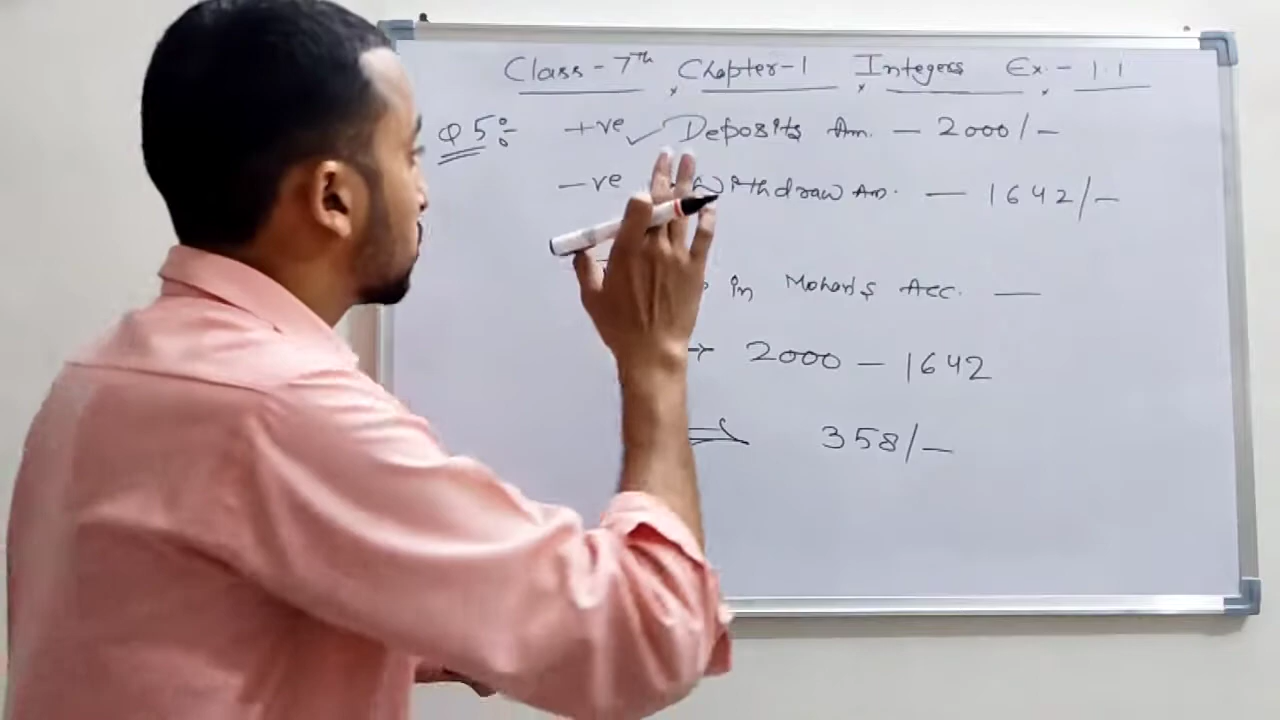 Class - 7th Chapter-1 Integers Ex. - 1.1
Q5:- +ve ✓ Deposits Am. — 2000/-
-ve Withdraw Am. — 1642/-
in Mohan's Acc. —
→ 2000 - 1642
358/-